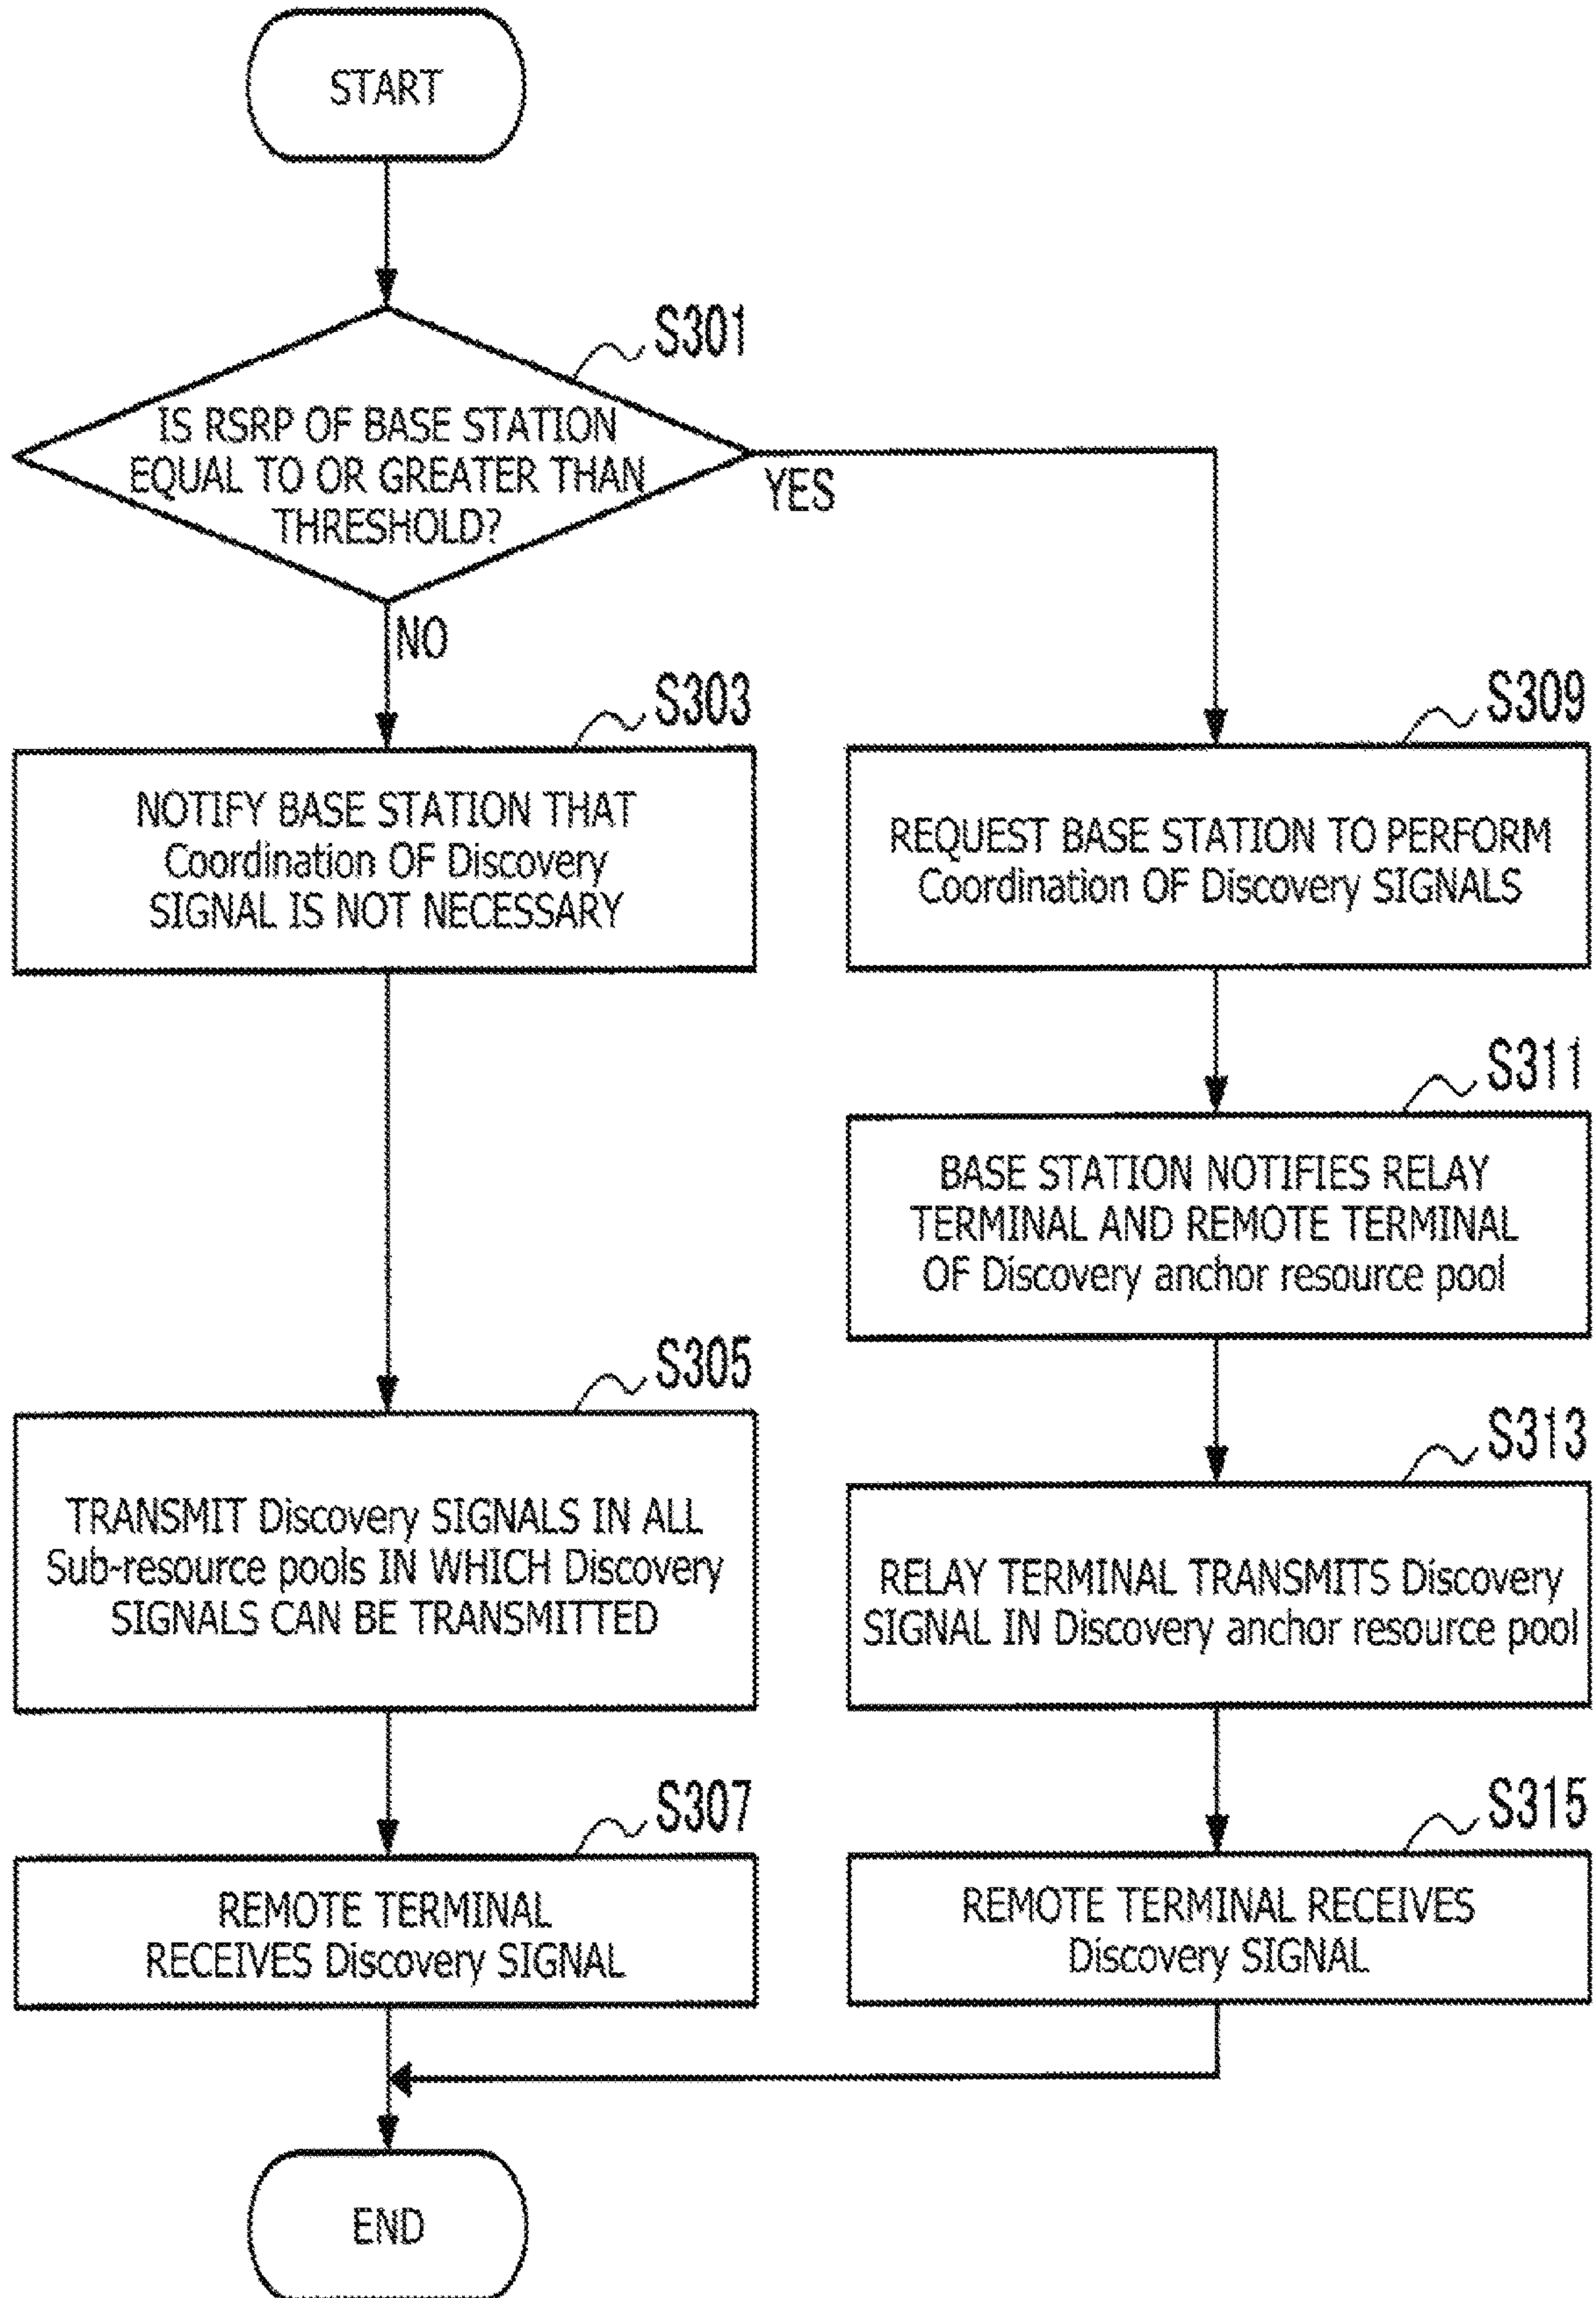 START
S301
IS RSRP OF BASE STATION
EQUAL TO OR GREATER THAN
THRESHOLD?
YES
NO
S303
NOTIFY BASE STATION THAT
Coordination OF Discovery
SIGNAL IS NOT NECESSARY
S309
REQUEST BASE STATION TO PERFORM
Coordination OF Discovery SIGNALS
S311
BASE STATION NOTIFIES RELAY
TERMINAL AND REMOTE TERMINAL
OF Discovery anchor resource pool
S305
TRANSMIT Discovery SIGNALS IN ALL
Sub-resource pools IN WHICH Discovery
SIGNALS CAN BE TRANSMITTED
S313
RELAY TERMINAL TRANSMITS Discovery
SIGNAL IN Discovery anchor resource pool
S307
REMOTE TERMINAL
RECEIVES Discovery SIGNAL
S315
REMOTE TERMINAL RECEIVES
Discovery SIGNAL
END